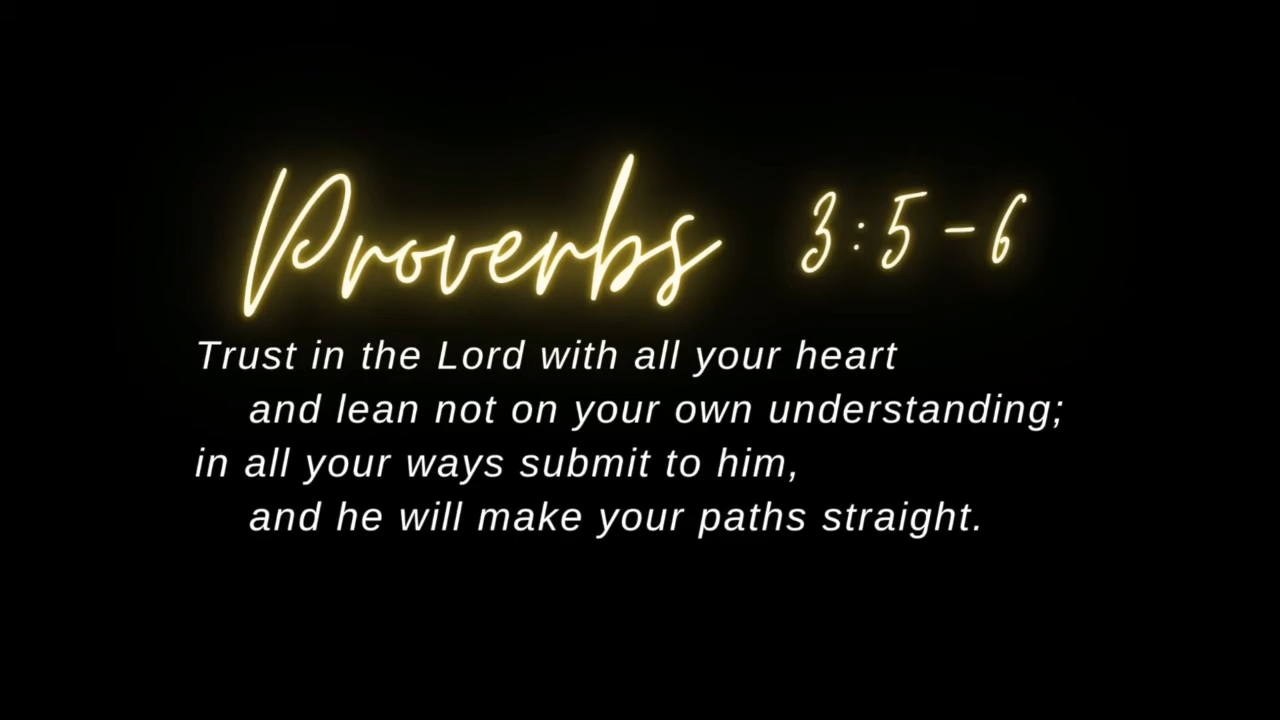 Proverbs 3:5-6
Trust in the Lord with all your heart
and lean not on your own understanding;
in all your ways submit to him,
and he will make your paths straight.